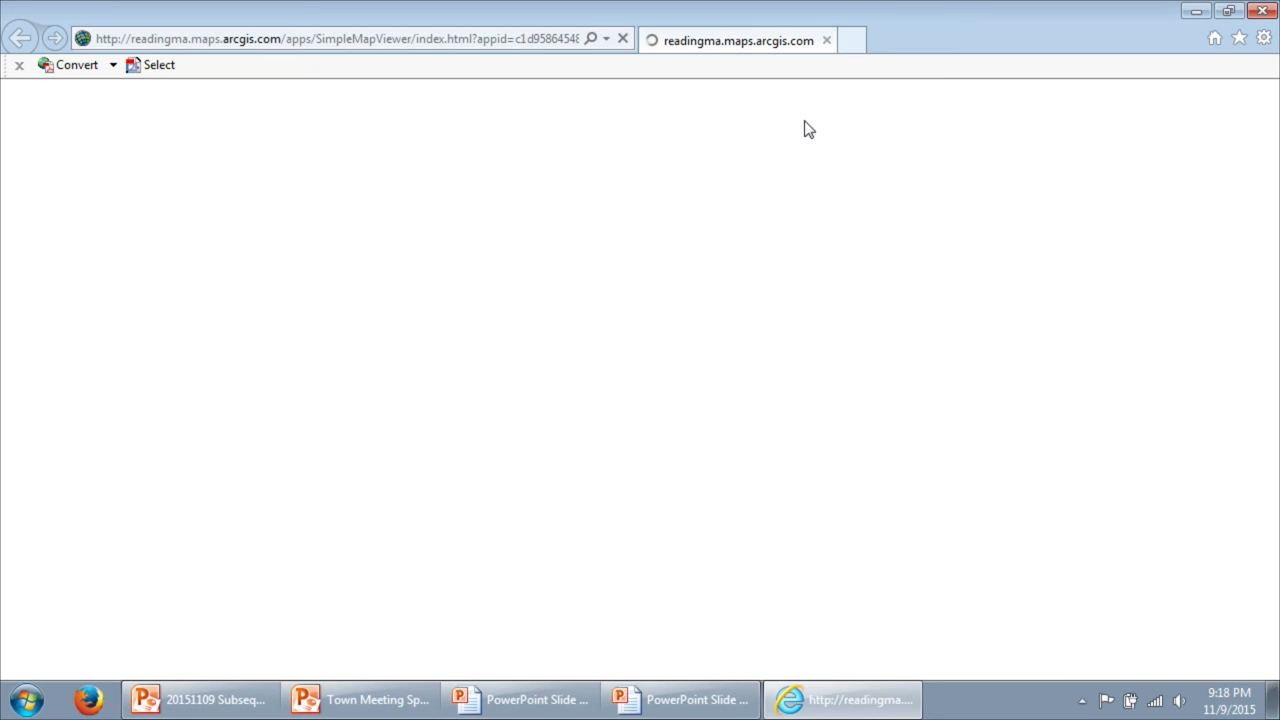 http://readingma.maps.arcgis.com/apps/SimpleMapViewer/index.html?appid=c1d95864548
readingma.maps.arcgis.com
Convert
Select
20151109 Subseq...
Town Meeting Sp...
PowerPoint Slide ...
PowerPoint Slide ...
http://readingma....
9:18 PM
11/9/2015